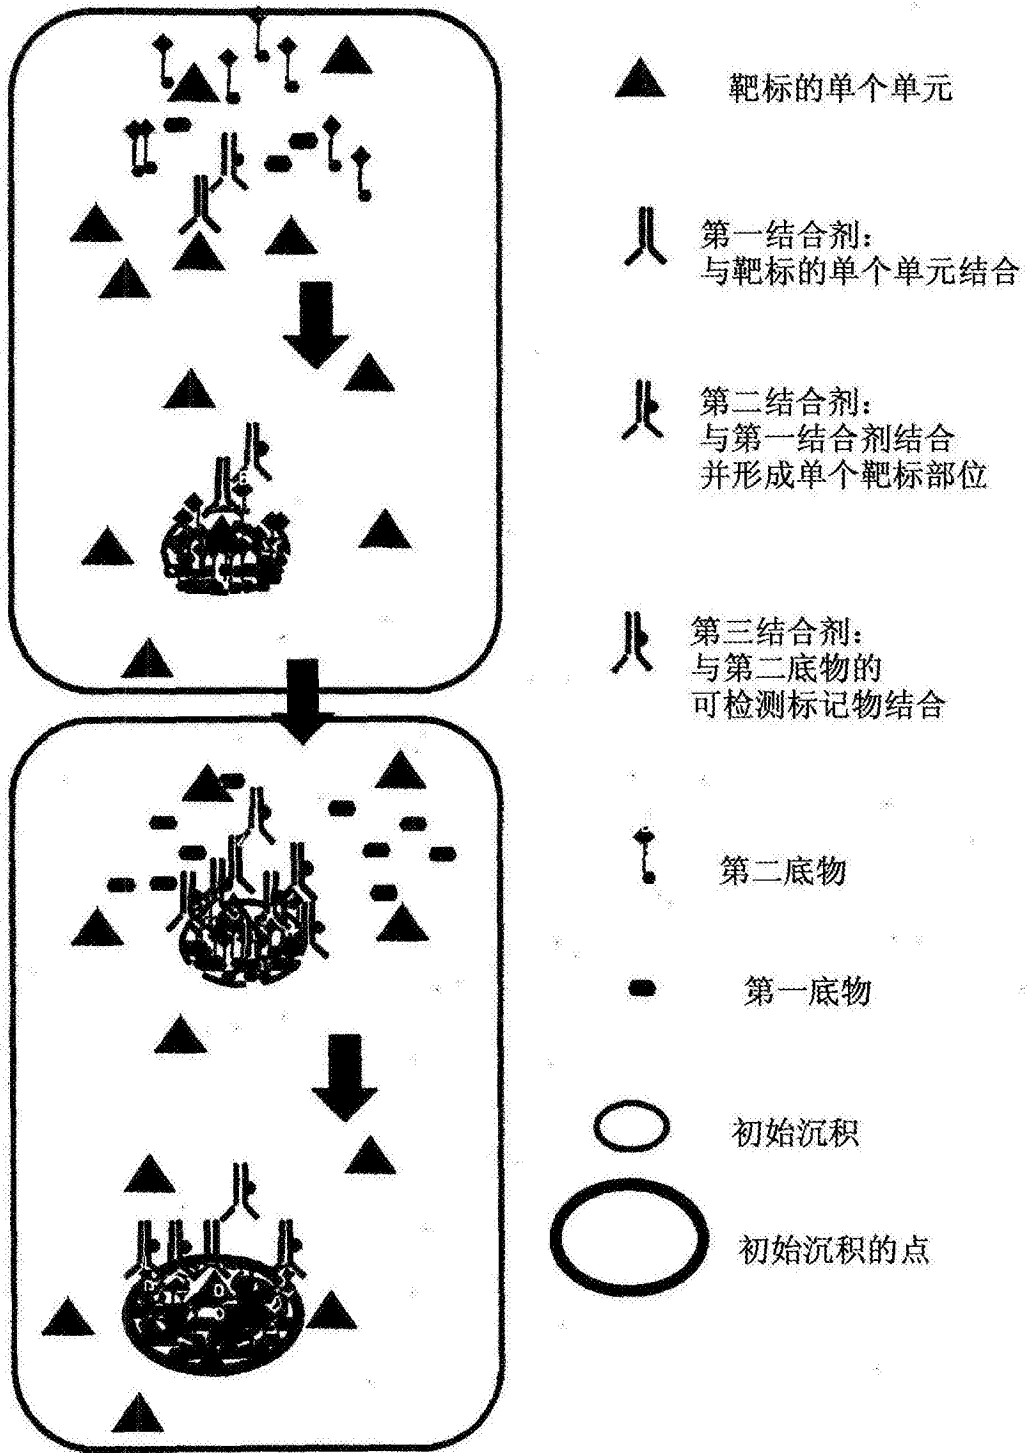 靶标的单个单元
第一结合剂：
与靶标的单个单元结合
第二结合剂：
与第一结合剂结合
并形成单个靶标部位
第三结合剂：
与第二底物的
可检测标记物结合
第二底物
第一底物
初始沉积
初始沉积的点